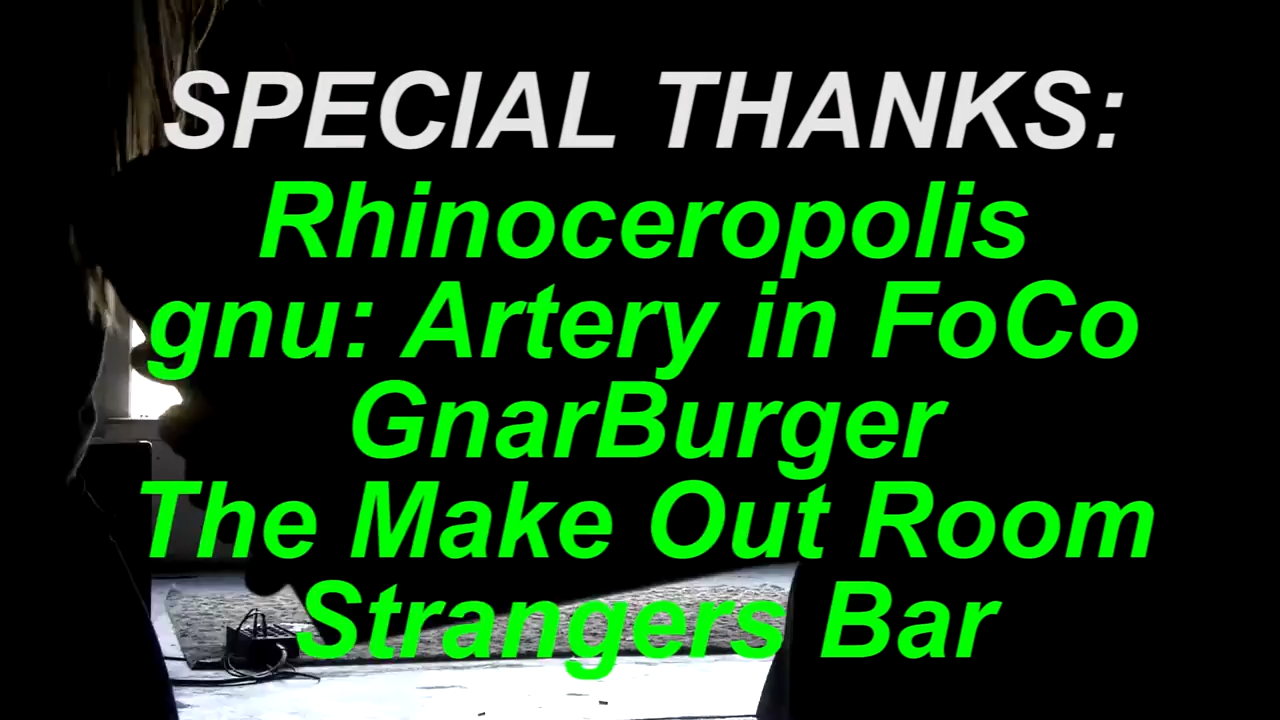 SPECIAL THANKS:
Rhinoceropolis
gnu: Artery in FoCo
GnarBurger
The Make Out Room
Strangers Bar